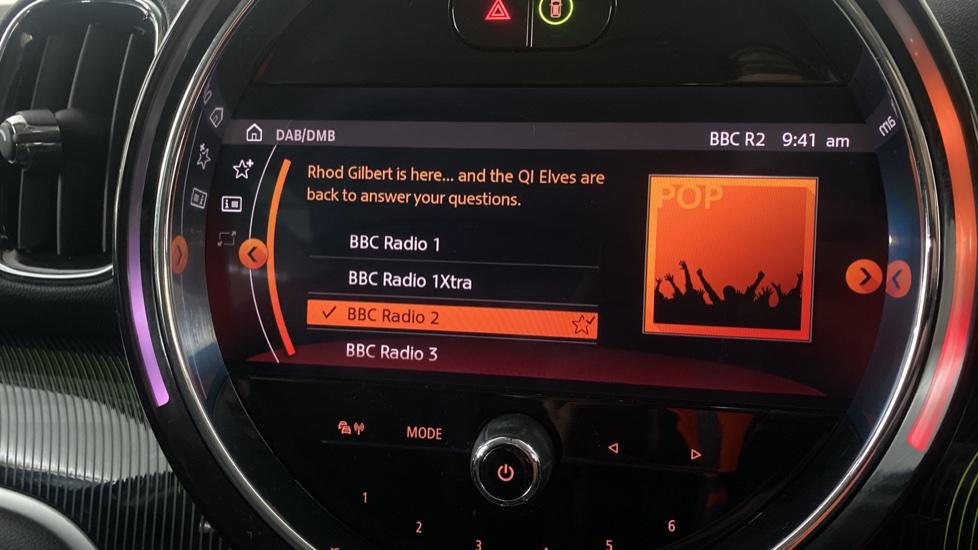 DAB/DMB
BBC R2 9:41 am
Rhod Gilbert is here... and the QI Elves are
back to answer your questions.
POP
BBC Radio 1
BBC Radio 1Xtra
BBC Radio 2
BBC Radio 3
MODE
1
2
3
5
6